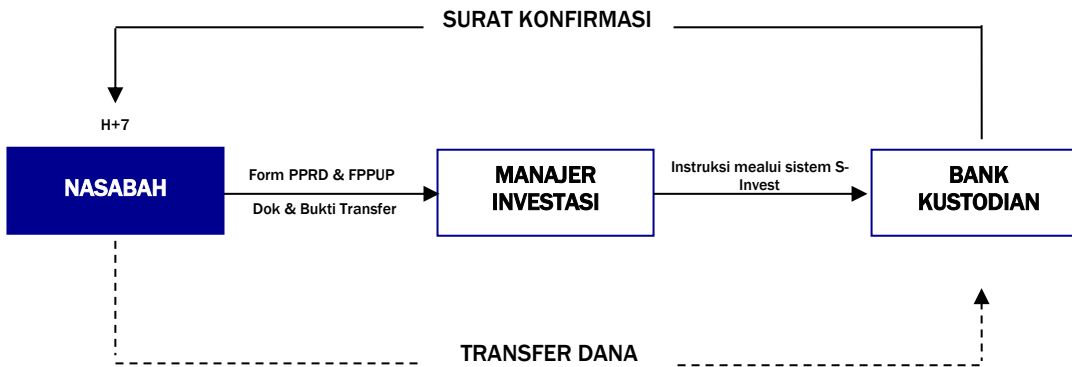 SURAT KONFIRMASI
H+7
NASABAH
Form PPRD & FPPUP
Dok & Bukti Transfer
MANAJER
INVESTASI
Instruksi mealui sistem S-
Invest
BANK
KUSTODIAN
TRANSFER DANA